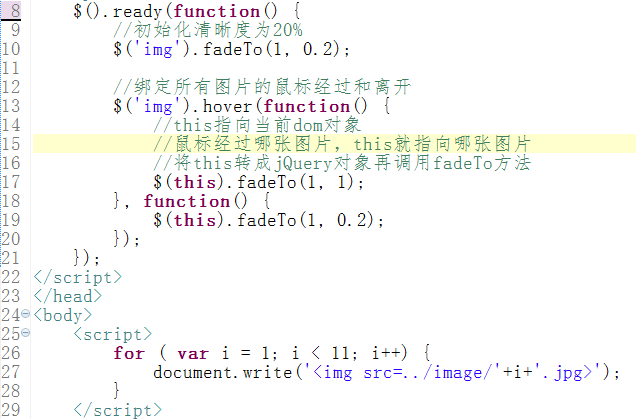 8 $().ready(function() {
9 //初始化清晰度为20%
10 $('img').fadeTo(1, 0.2);
11
12 //绑定所有图片的鼠标经过和离开
13 $('img').hover(function() {
14 //this指向当前dom对象
15 //鼠标经过哪张图片，this就指向哪张图片
16 //将this转成jQuery对象再调用fadeTo方法
17 $(this).fadeTo(1, 1);
18 }, function() {
19 $(this).fadeTo(1, 0.2);
20 });
21 });
22 </script>
23 </head>
24 <body>
25 <script>
26 for ( var i = 1; i < 11; i++) {
27 document.write('<img src=../image/'+i+'.jpg>');
28 }
29 </script>